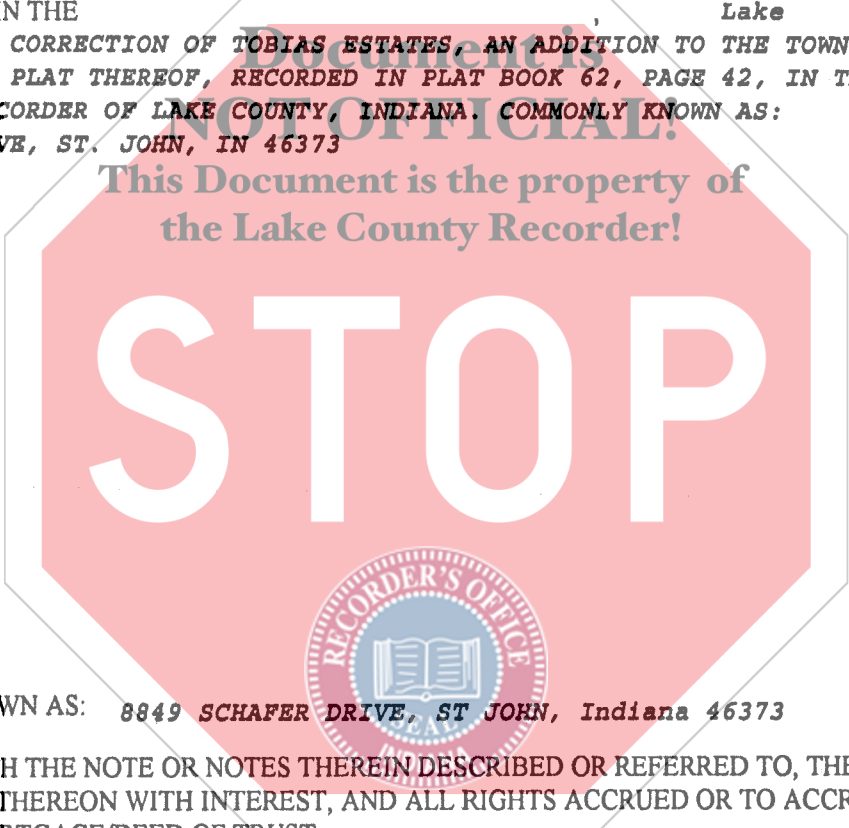 IN THE , Lake
CORRECTION OF TOBIAS ESTATES, AN ADDITION TO THE TOWN
PLAT THEREOF, RECORDED IN PLAT BOOK 62, PAGE 42, IN T
CORDER OF LAKE COUNTY, INDIANA. COMMONLY KNOWN AS:
VE, ST. JOHN, IN 46373
Document is
NOT OFFICIAL!
This Document is the property of
the Lake County Recorder!
STOP
RECORDER'S OFFICE
SEAL
INDIANA
WN AS: 8849 SCHAFER DRIVE, ST JOHN, Indiana 46373
H THE NOTE OR NOTES THEREIN DESCRIBED OR REFERRED TO, THE
THEREON WITH INTEREST, AND ALL RIGHTS ACCRUED OR TO ACCR